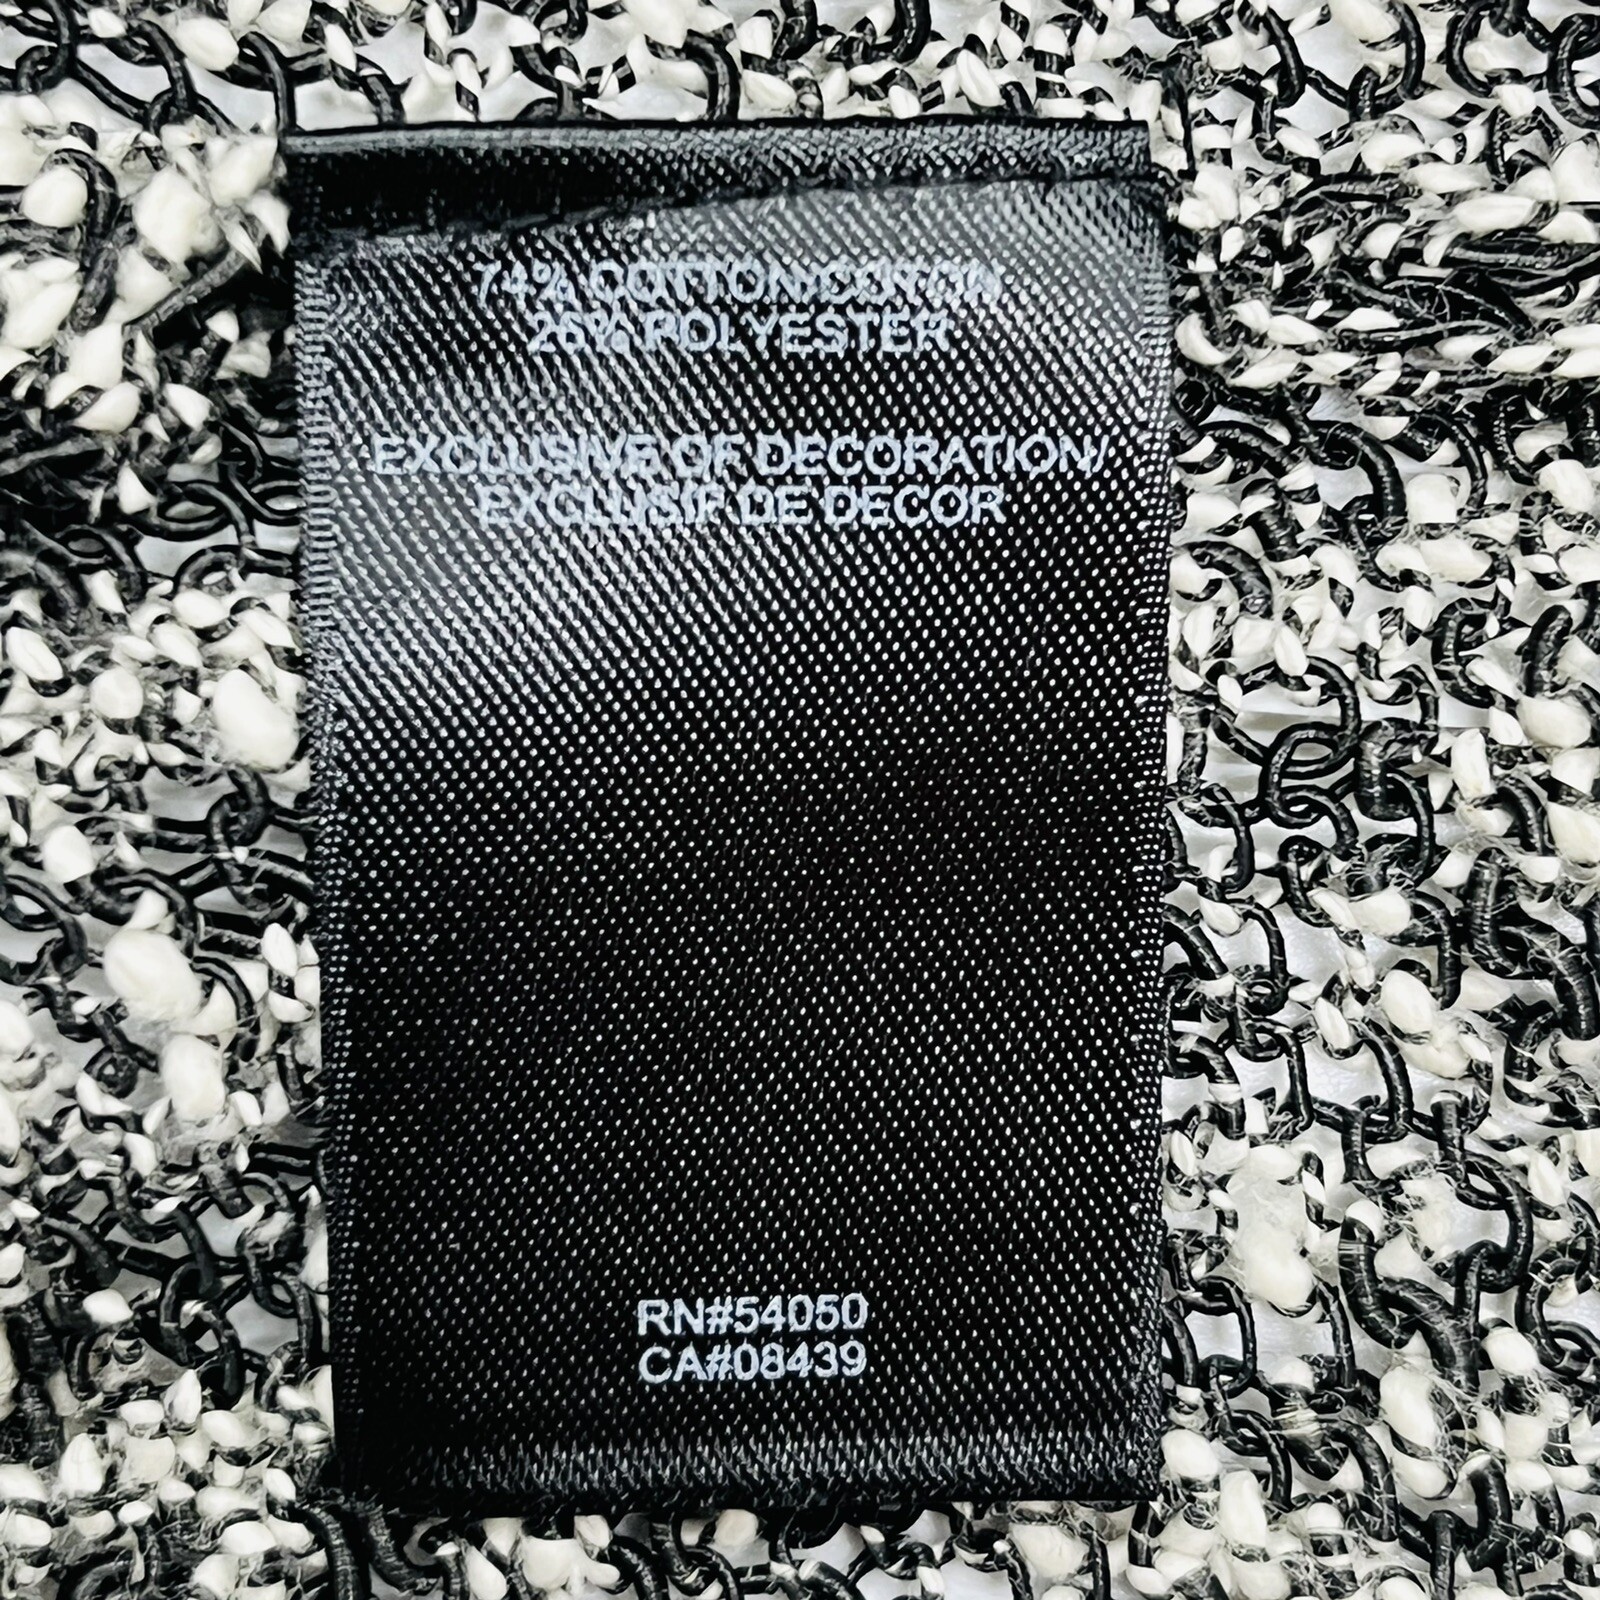 74% COTTON/COTON
26% POLYESTER
EXCLUSIVE OF DECORATION/
EXCLUSIF DE DECOR
RN#54050
CA#08439